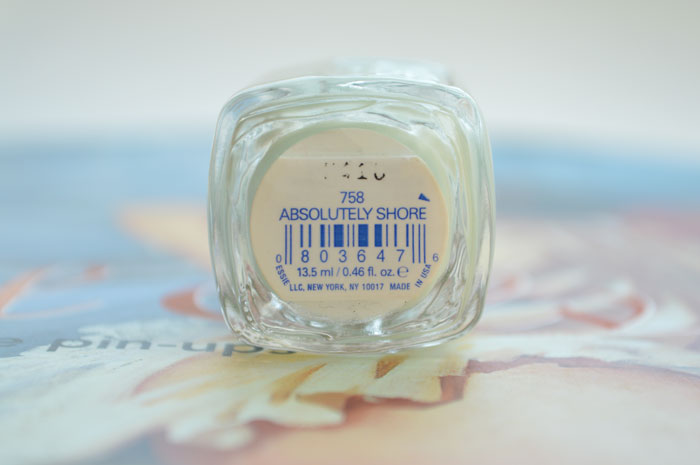 758
ABSOLUTELY SHORE
0 803647 6
13.5 ml / 0.46 fl. oz. e
ESSIE LLC, NEW YORK, NY 10017 MADE IN USA
pin-ups